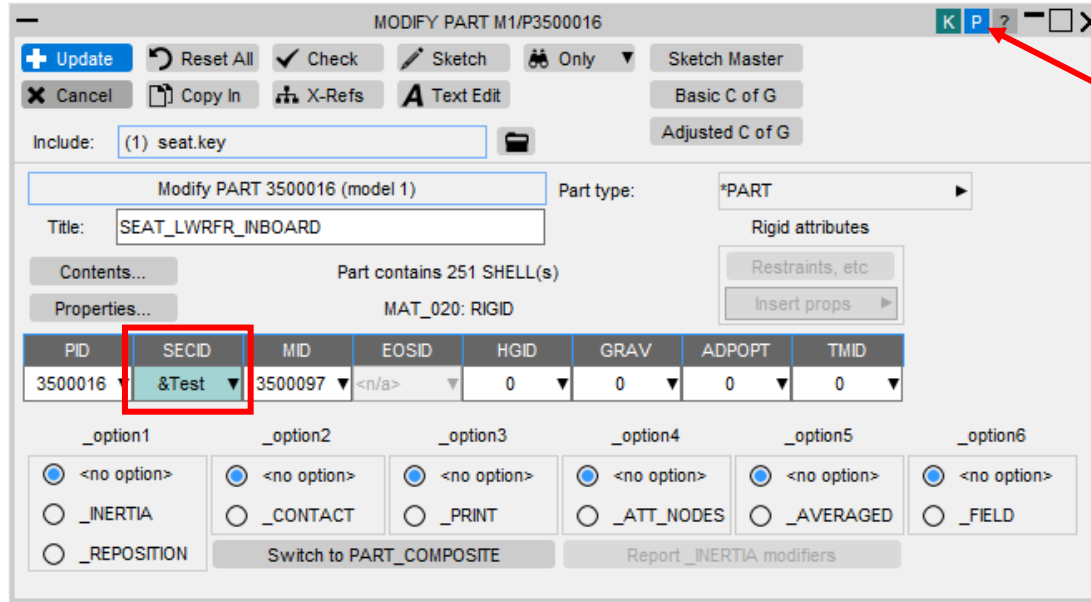 MODIFY PART M1/P3500016 K P ?
Update Reset All Check Sketch Only Sketch Master
Cancel Copy In X-Refs Text Edit Basic C of G
Include: (1) seat.key Adjusted C of G
Modify PART 3500016 (model 1) Part type: *PART
Title: SEAT_LWRFR_INBOARD Rigid attributes
Contents... Part contains 251 SHELL(s) Restraints, etc
Properties... MAT_020: RIGID Insert props
PID SECID MID EOSID HGID GRAV ADPOPT TMID
3500016 &Test 3500097 <n/a> 0 0 0 0
_option1 _option2 _option3 _option4 _option5 _option6
<no option> <no option> <no option> <no option> <no option> <no option>
_INERTIA _CONTACT _PRINT _ATT_NODES _AVERAGED _FIELD
_REPOSITION Switch to PART_COMPOSITE Report _INERTIA modifiers